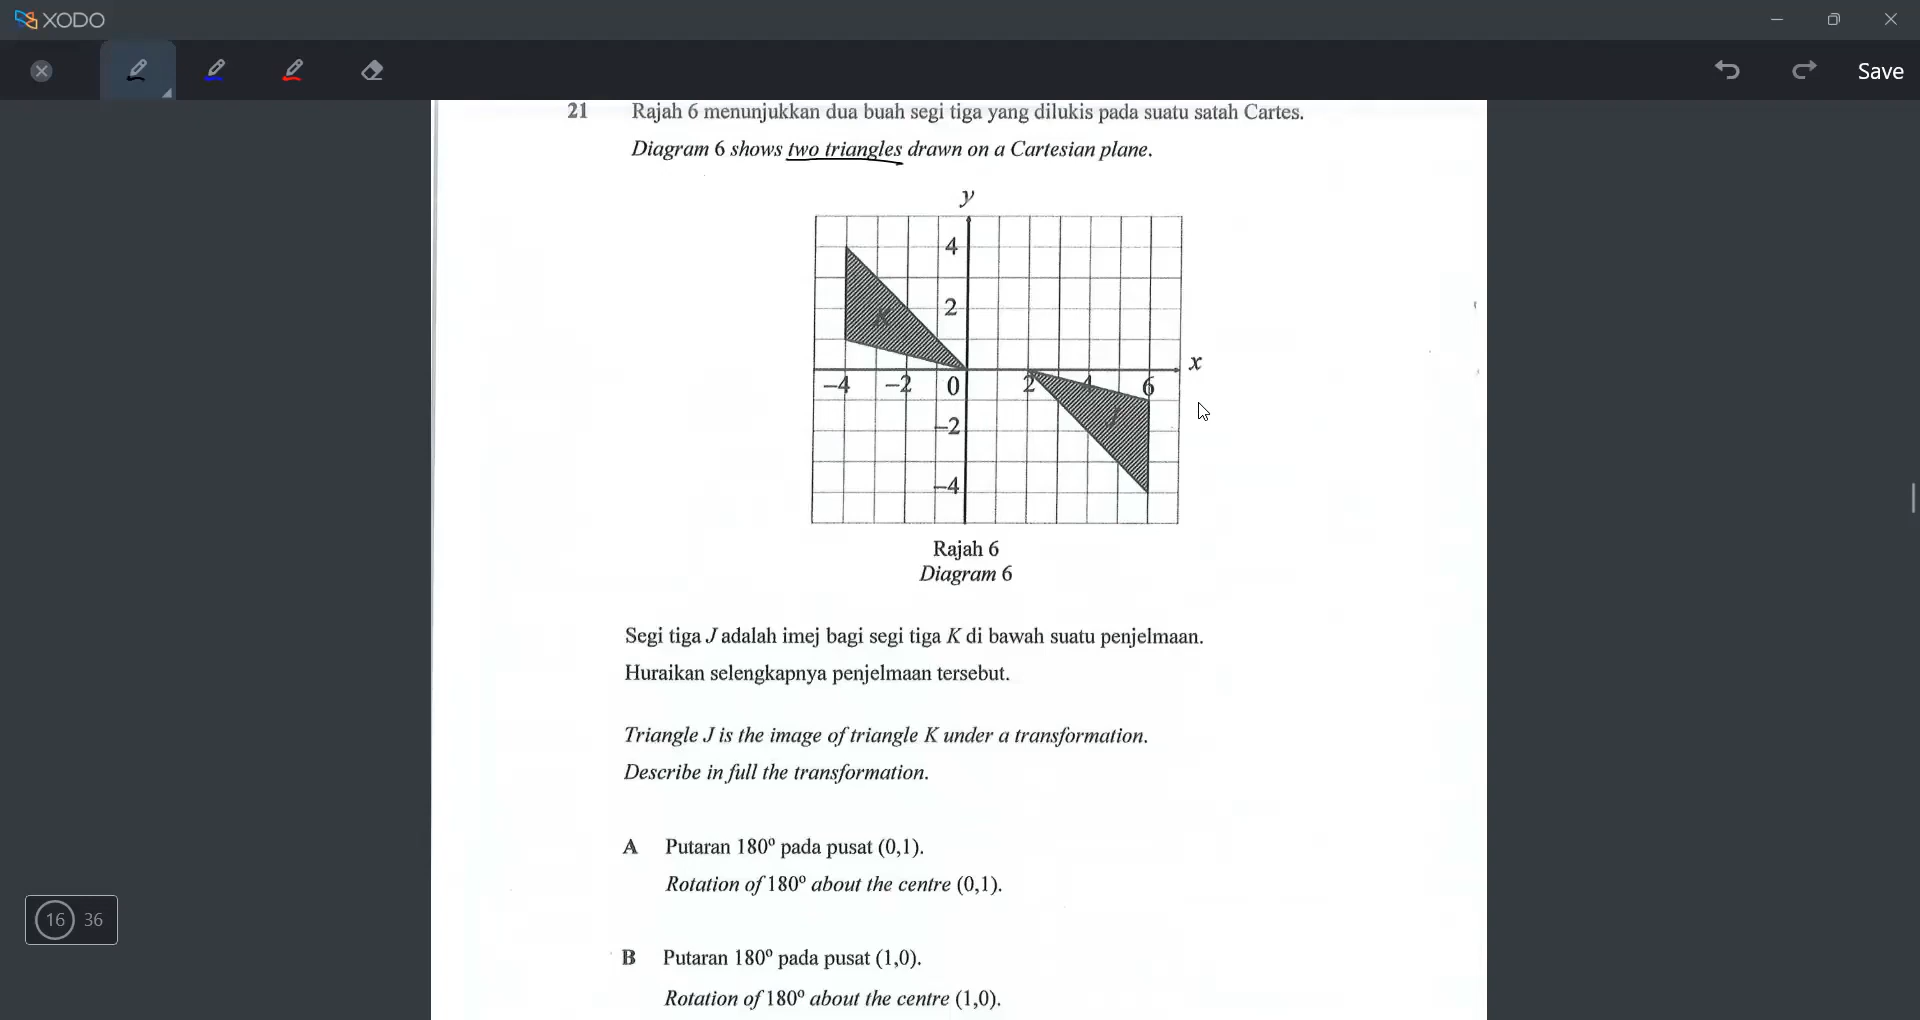 XODO
Save
21 Rajah 6 menunjukkan dua buah segi tiga yang dilukis pada suatu satah Cartes.
Diagram 6 shows two triangles drawn on a Cartesian plane.
y
4
K
2
x
−4 −2 0 2 4 6
J
−2
−4
Rajah 6
Diagram 6
Segi tiga J adalah imej bagi segi tiga K di bawah suatu penjelmaan.
Huraikan selengkapnya penjelmaan tersebut.
Triangle J is the image of triangle K under a transformation.
Describe in full the transformation.
A Putaran 180º pada pusat (0,1).
Rotation of 180º about the centre (0,1).
B Putaran 180º pada pusat (1,0).
Rotation of 180º about the centre (1,0).
16 36